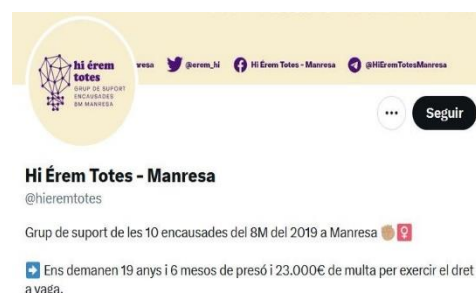 hi érem
totes
GRUP DE SUPORT
ENCAUSADES
8M MANRESA
resa @erem_hi Hi Érem Totes - Manresa @HiEremTotesManresa
... Seguir
Hi Érem Totes - Manresa
@hieremtotes
Grup de suport de les 10 encausades del 8M del 2019 a Manresa ✊🏼♀️
➡️ Ens demanen 19 anys i 6 mesos de presó i 23.000€ de multa per exercir el dret
a vaga.